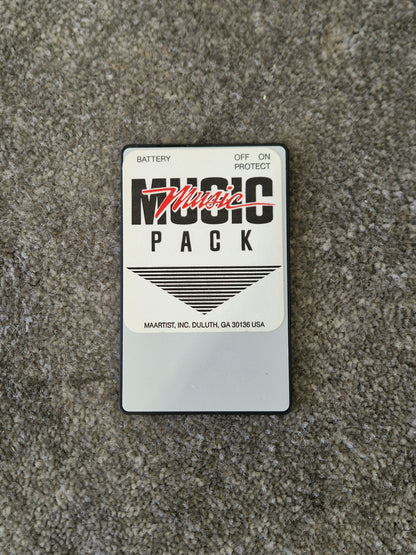 BATTERY OFF ON
PROTECT
MUSIC
Music
PACK
MAARTIST, INC. DULUTH, GA 30136 USA